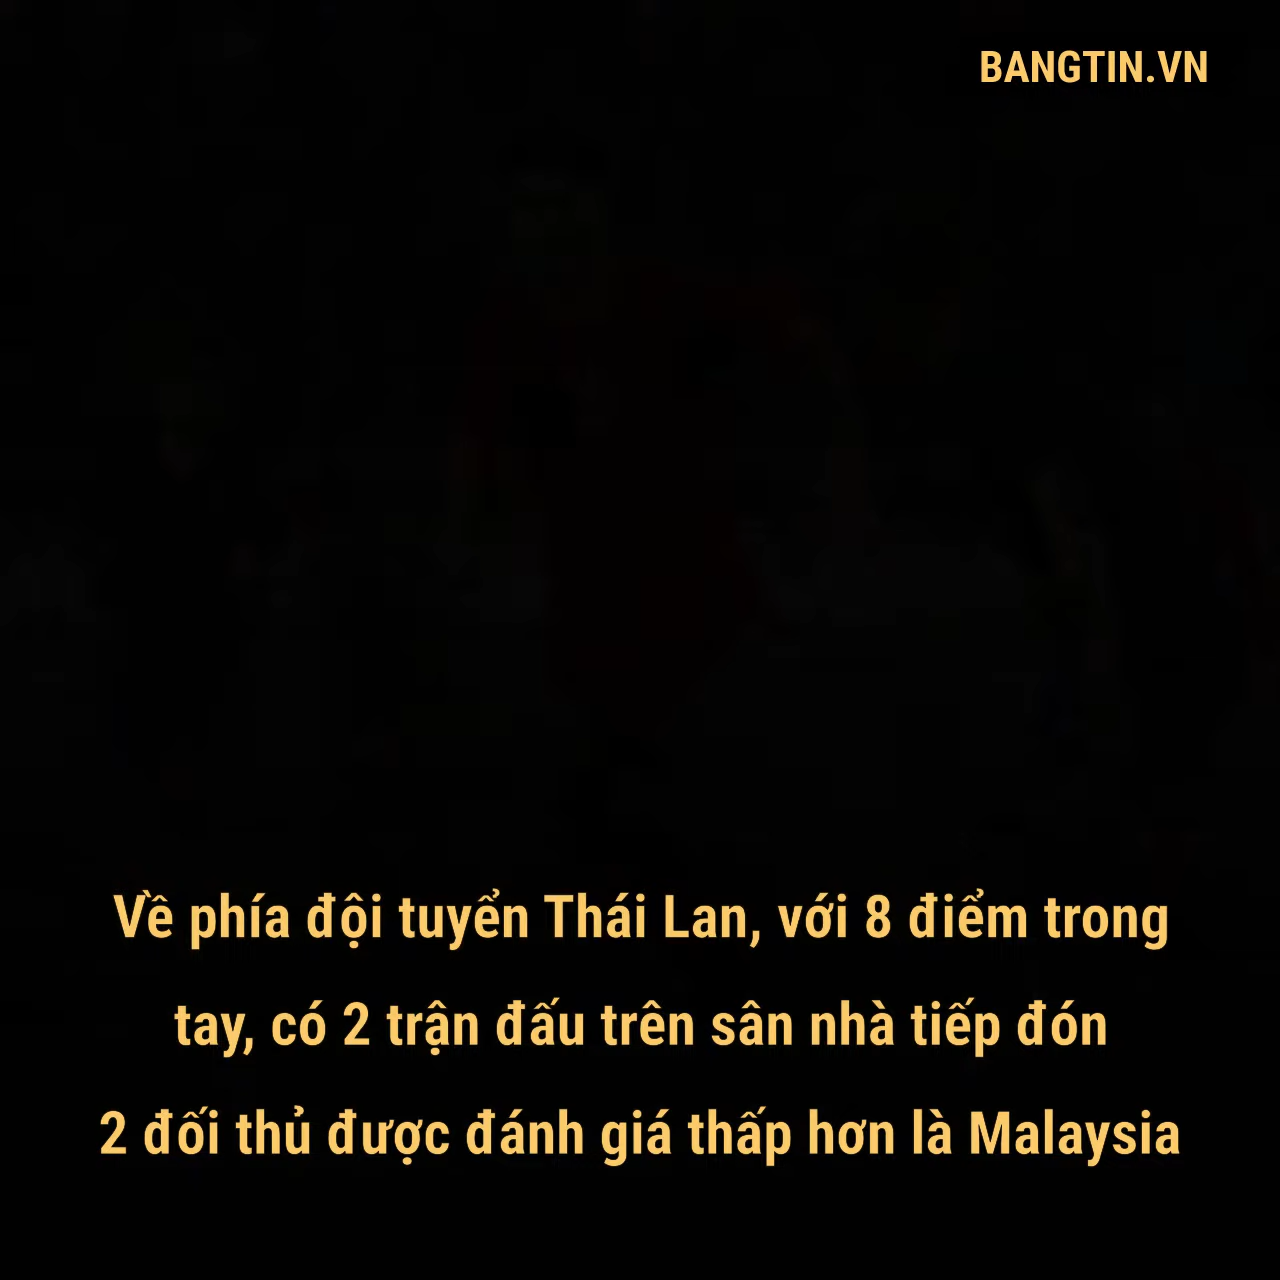 BANGTIN.VN
Về phía đội tuyển Thái Lan, với 8 điểm trong
tay, có 2 trận đấu trên sân nhà tiếp đón
2 đối thủ được đánh giá thấp hơn là Malaysia